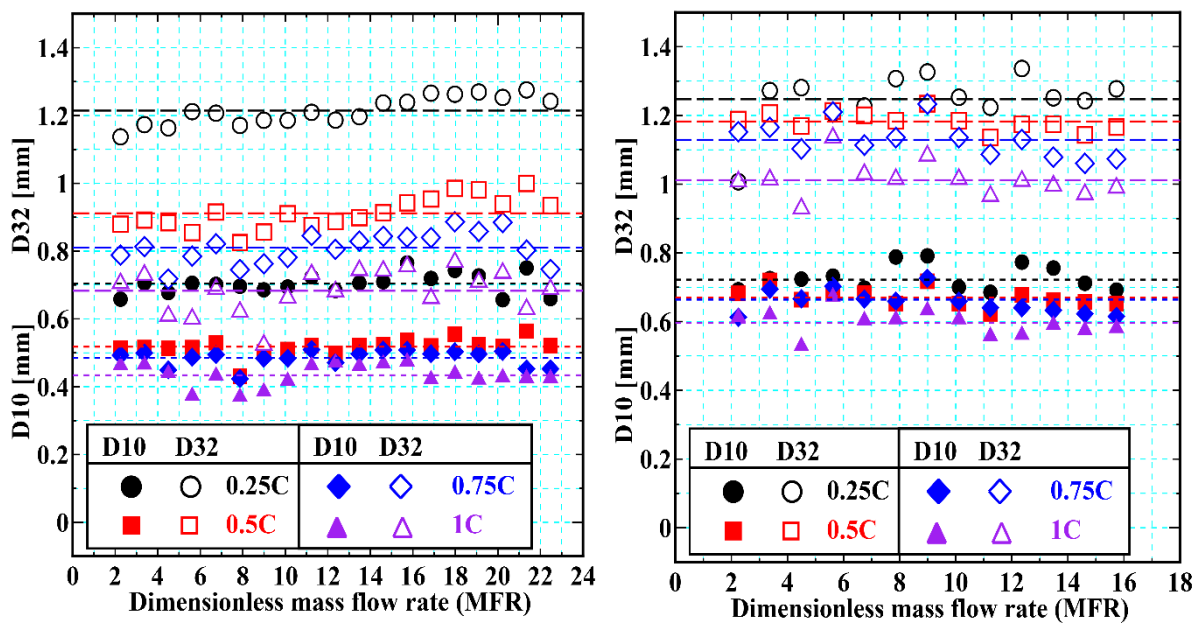 1.4
1.2
1
0.8
0.6
0.4
0.2
0
D32 [mm]
D10 [mm]
D10 D32
0.25C
0.5C
D10 D32
0.75C
1C
0 2 4 6 8 10 12 14 16 18 20 22 24
Dimensionless mass flow rate (MFR)
1.4
1.2
1
0.8
0.6
0.4
0.2
0
D32 [mm]
D10 [mm]
D10 D32
0.25C
0.5C
D10 D32
0.75C
1C
0 2 4 6 8 10 12 14 16 18
Dimensionless mass flow rate (MFR)